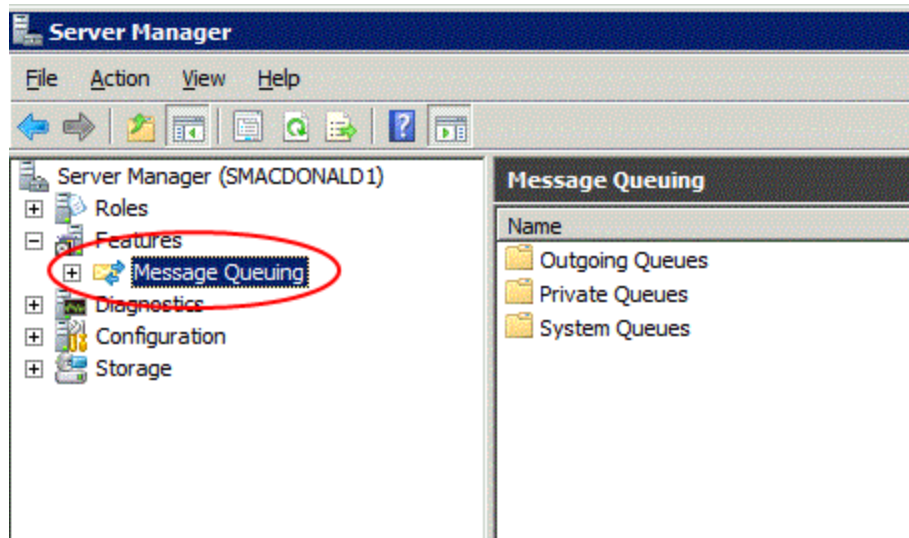 Server Manager
File Action View Help
Server Manager (SMACDONALD1)
Roles
Features
Message Queuing
Diagnostics
Configuration
Storage
Message Queuing
Name
Outgoing Queues
Private Queues
System Queues